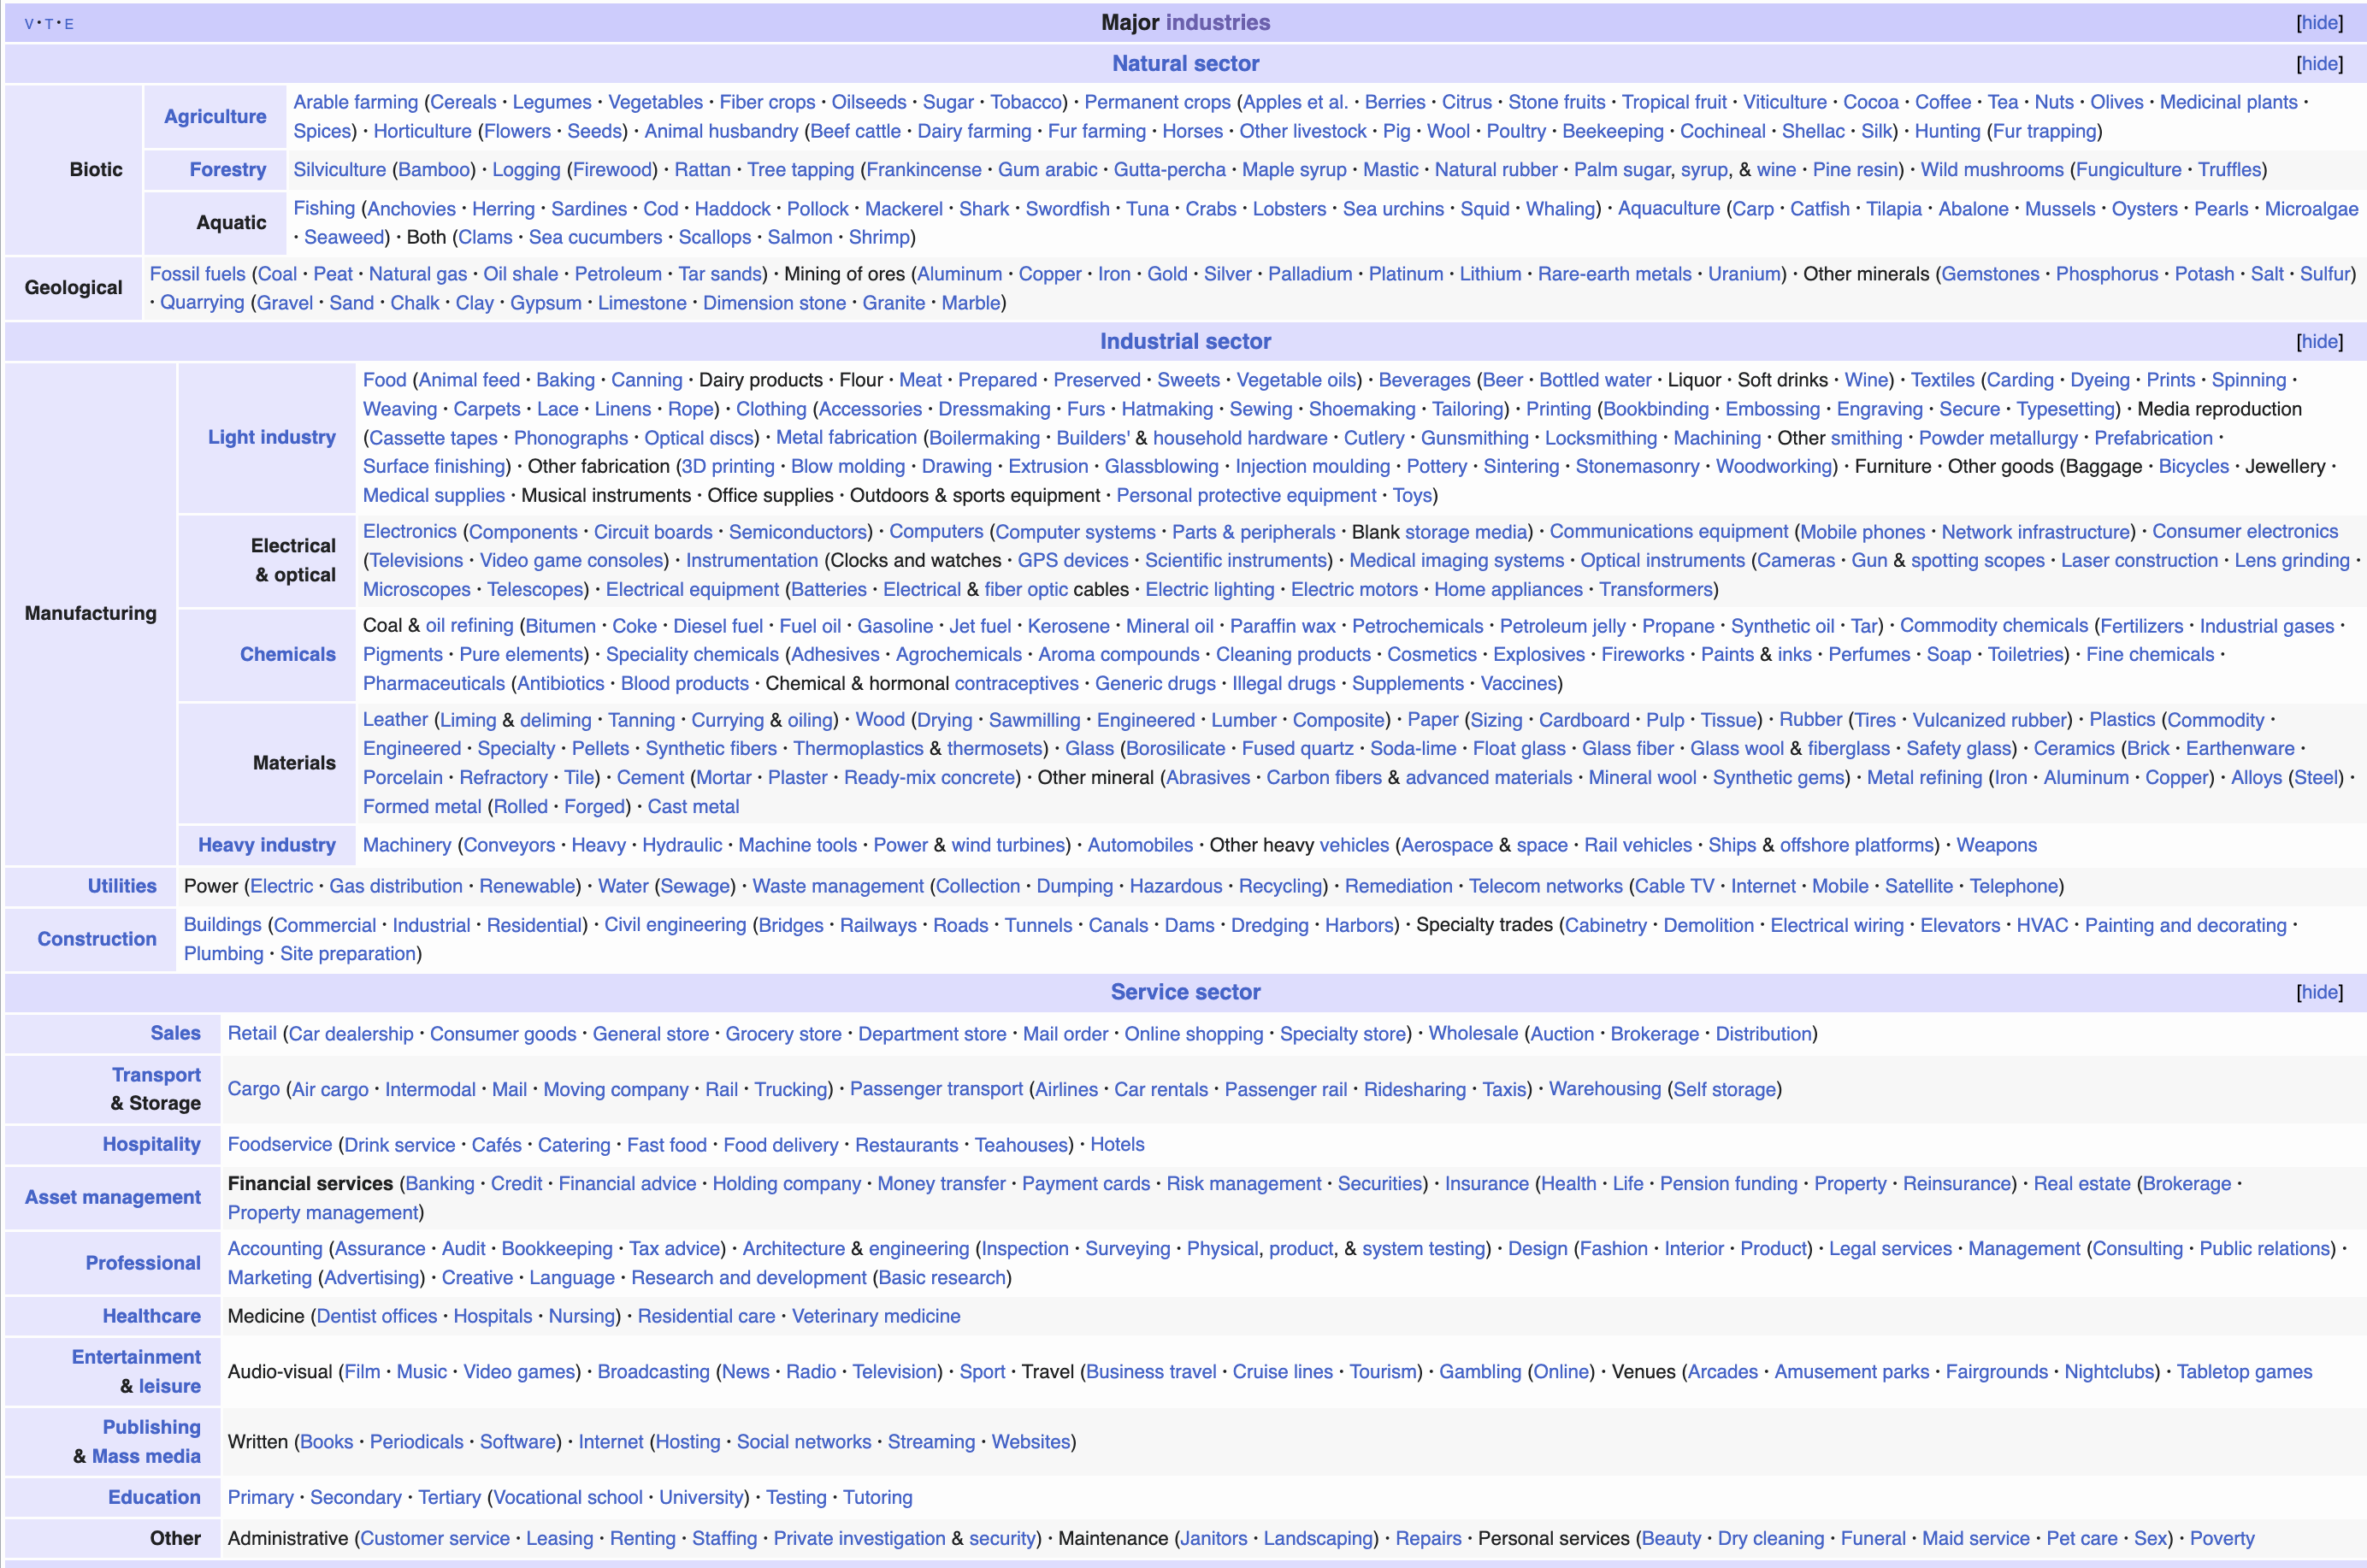 V · T · E Major industries [hide]
Natural sector [hide]
Biotic
Agriculture
Arable farming (Cereals · Legumes · Vegetables · Fiber crops · Oilseeds · Sugar · Tobacco) · Permanent crops (Apples et al. · Berries · Citrus · Stone fruits · Tropical fruit · Viticulture · Cocoa · Coffee · Tea · Nuts · Olives · Medicinal plants ·
Spices) · Horticulture (Flowers · Seeds) · Animal husbandry (Beef cattle · Dairy farming · Fur farming · Horses · Other livestock · Pig · Wool · Poultry · Beekeeping · Cochineal · Shellac · Silk) · Hunting (Fur trapping)
Forestry
Silviculture (Bamboo) · Logging (Firewood) · Rattan · Tree tapping (Frankincense · Gum arabic · Gutta-percha · Maple syrup · Mastic · Natural rubber · Palm sugar, syrup, & wine · Pine resin) · Wild mushrooms (Fungiculture · Truffles)
Aquatic
Fishing (Anchovies · Herring · Sardines · Cod · Haddock · Pollock · Mackerel · Shark · Swordfish · Tuna · Crabs · Lobsters · Sea urchins · Squid · Whaling) · Aquaculture (Carp · Catfish · Tilapia · Abalone · Mussels · Oysters · Pearls · Microalgae
· Seaweed) · Both (Clams · Sea cucumbers · Scallops · Salmon · Shrimp)
Geological
Fossil fuels (Coal · Peat · Natural gas · Oil shale · Petroleum · Tar sands) · Mining of ores (Aluminum · Copper · Iron · Gold · Silver · Palladium · Platinum · Lithium · Rare-earth metals · Uranium) · Other minerals (Gemstones · Phosphorus · Potash · Salt · Sulfur)
· Quarrying (Gravel · Sand · Chalk · Clay · Gypsum · Limestone · Dimension stone · Granite · Marble)
Industrial sector [hide]
Manufacturing
Light industry
Food (Animal feed · Baking · Canning · Dairy products · Flour · Meat · Prepared · Preserved · Sweets · Vegetable oils) · Beverages (Beer · Bottled water · Liquor · Soft drinks · Wine) · Textiles (Carding · Dyeing · Prints · Spinning ·
Weaving · Carpets · Lace · Linens · Rope) · Clothing (Accessories · Dressmaking · Furs · Hatmaking · Sewing · Shoemaking · Tailoring) · Printing (Bookbinding · Embossing · Engraving · Secure · Typesetting) · Media reproduction
(Cassette tapes · Phonographs · Optical discs) · Metal fabrication (Boilermaking · Builders' & household hardware · Cutlery · Gunsmithing · Locksmithing · Machining · Other smithing · Powder metallurgy · Prefabrication ·
Surface finishing) · Other fabrication (3D printing · Blow molding · Drawing · Extrusion · Glassblowing · Injection moulding · Pottery · Sintering · Stonemasonry · Woodworking) · Furniture · Other goods (Baggage · Bicycles · Jewellery ·
Medical supplies · Musical instruments · Office supplies · Outdoors & sports equipment · Personal protective equipment · Toys)
Electrical
& optical
Electronics (Components · Circuit boards · Semiconductors) · Computers (Computer systems · Parts & peripherals · Blank storage media) · Communications equipment (Mobile phones · Network infrastructure) · Consumer electronics
(Televisions · Video game consoles) · Instrumentation (Clocks and watches · GPS devices · Scientific instruments) · Medical imaging systems · Optical instruments (Cameras · Gun & spotting scopes · Laser construction · Lens grinding ·
Microscopes · Telescopes) · Electrical equipment (Batteries · Electrical & fiber optic cables · Electric lighting · Electric motors · Home appliances · Transformers)
Chemicals
Coal & oil refining (Bitumen · Coke · Diesel fuel · Fuel oil · Gasoline · Jet fuel · Kerosene · Mineral oil · Paraffin wax · Petrochemicals · Petroleum jelly · Propane · Synthetic oil · Tar) · Commodity chemicals (Fertilizers · Industrial gases ·
Pigments · Pure elements) · Speciality chemicals (Adhesives · Agrochemicals · Aroma compounds · Cleaning products · Cosmetics · Explosives · Fireworks · Paints & inks · Perfumes · Soap · Toiletries) · Fine chemicals ·
Pharmaceuticals (Antibiotics · Blood products · Chemical & hormonal contraceptives · Generic drugs · Illegal drugs · Supplements · Vaccines)
Materials
Leather (Liming & deliming · Tanning · Currying & oiling) · Wood (Drying · Sawmilling · Engineered · Lumber · Composite) · Paper (Sizing · Cardboard · Pulp · Tissue) · Rubber (Tires · Vulcanized rubber) · Plastics (Commodity ·
Engineered · Specialty · Pellets · Synthetic fibers · Thermoplastics & thermosets) · Glass (Borosilicate · Fused quartz · Soda-lime · Float glass · Glass fiber · Glass wool & fiberglass · Safety glass) · Ceramics (Brick · Earthenware ·
Porcelain · Refractory · Tile) · Cement (Mortar · Plaster · Ready-mix concrete) · Other mineral (Abrasives · Carbon fibers & advanced materials · Mineral wool · Synthetic gems) · Metal refining (Iron · Aluminum · Copper) · Alloys (Steel) ·
Formed metal (Rolled · Forged) · Cast metal
Heavy industry
Machinery (Conveyors · Heavy · Hydraulic · Machine tools · Power & wind turbines) · Automobiles · Other heavy vehicles (Aerospace & space · Rail vehicles · Ships & offshore platforms) · Weapons
Utilities
Power (Electric · Gas distribution · Renewable) · Water (Sewage) · Waste management (Collection · Dumping · Hazardous · Recycling) · Remediation · Telecom networks (Cable TV · Internet · Mobile · Satellite · Telephone)
Construction
Buildings (Commercial · Industrial · Residential) · Civil engineering (Bridges · Railways · Roads · Tunnels · Canals · Dams · Dredging · Harbors) · Specialty trades (Cabinetry · Demolition · Electrical wiring · Elevators · HVAC · Painting and decorating ·
Plumbing · Site preparation)
Service sector [hide]
Sales
Retail (Car dealership · Consumer goods · General store · Grocery store · Department store · Mail order · Online shopping · Specialty store) · Wholesale (Auction · Brokerage · Distribution)
Transport
& Storage
Cargo (Air cargo · Intermodal · Mail · Moving company · Rail · Trucking) · Passenger transport (Airlines · Car rentals · Passenger rail · Ridesharing · Taxis) · Warehousing (Self storage)
Hospitality
Foodservice (Drink service · Cafés · Catering · Fast food · Food delivery · Restaurants · Teahouses) · Hotels
Asset management
Financial services (Banking · Credit · Financial advice · Holding company · Money transfer · Payment cards · Risk management · Securities) · Insurance (Health · Life · Pension funding · Property · Reinsurance) · Real estate (Brokerage ·
Property management)
Professional
Accounting (Assurance · Audit · Bookkeeping · Tax advice) · Architecture & engineering (Inspection · Surveying · Physical, product, & system testing) · Design (Fashion · Interior · Product) · Legal services · Management (Consulting · Public relations) ·
Marketing (Advertising) · Creative · Language · Research and development (Basic research)
Healthcare
Medicine (Dentist offices · Hospitals · Nursing) · Residential care · Veterinary medicine
Entertainment
& leisure
Audio-visual (Film · Music · Video games) · Broadcasting (News · Radio · Television) · Sport · Travel (Business travel · Cruise lines · Tourism) · Gambling (Online) · Venues (Arcades · Amusement parks · Fairgrounds · Nightclubs) · Tabletop games
Publishing
& Mass media
Written (Books · Periodicals · Software) · Internet (Hosting · Social networks · Streaming · Websites)
Education
Primary · Secondary · Tertiary (Vocational school · University) · Testing · Tutoring
Other
Administrative (Customer service · Leasing · Renting · Staffing · Private investigation & security) · Maintenance (Janitors · Landscaping) · Repairs · Personal services (Beauty · Dry cleaning · Funeral · Maid service · Pet care · Sex) · Poverty